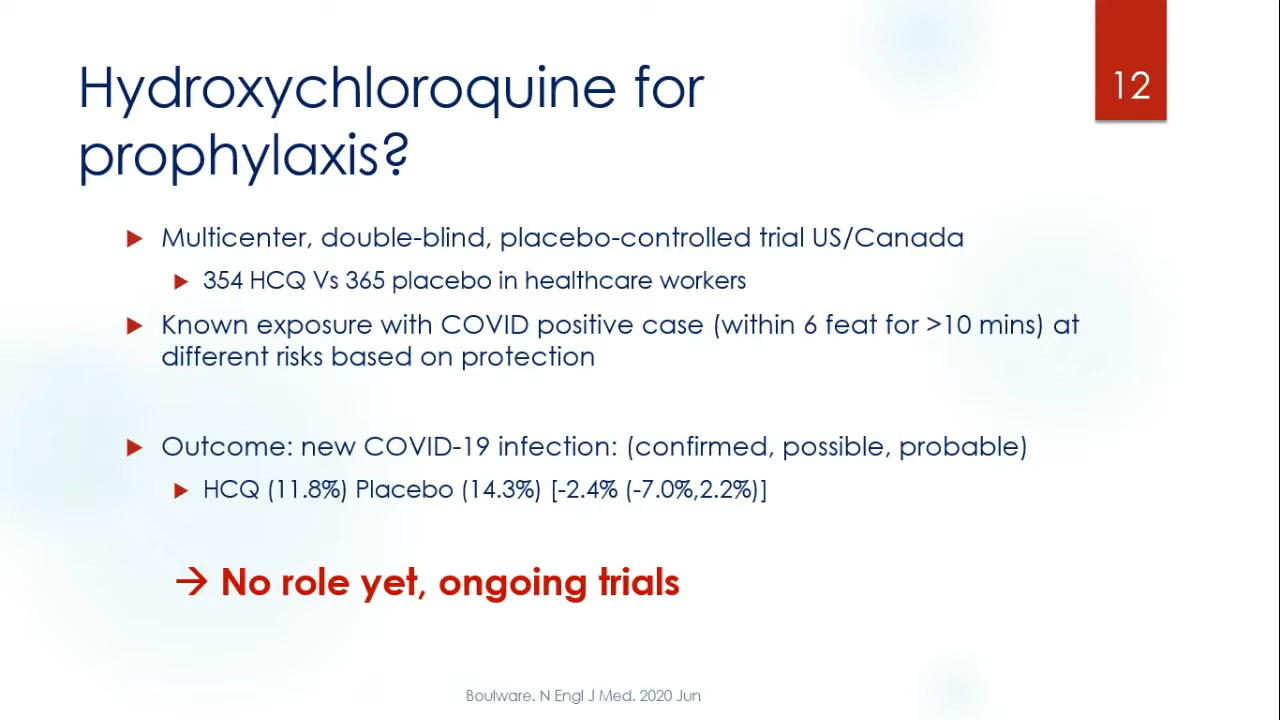 Hydroxychloroquine for
prophylaxis?
12
Multicenter, double-blind, placebo-controlled trial US/Canada
354 HCQ Vs 365 placebo in healthcare workers
Known exposure with COVID positive case (within 6 feat for >10 mins) at
different risks based on protection
Outcome: new COVID-19 infection: (confirmed, possible, probable)
HCQ (11.8%) Placebo (14.3%) [-2.4% (-7.0%,2.2%)]
→ No role yet, ongoing trials
Boulware. N Engl J Med. 2020 Jun